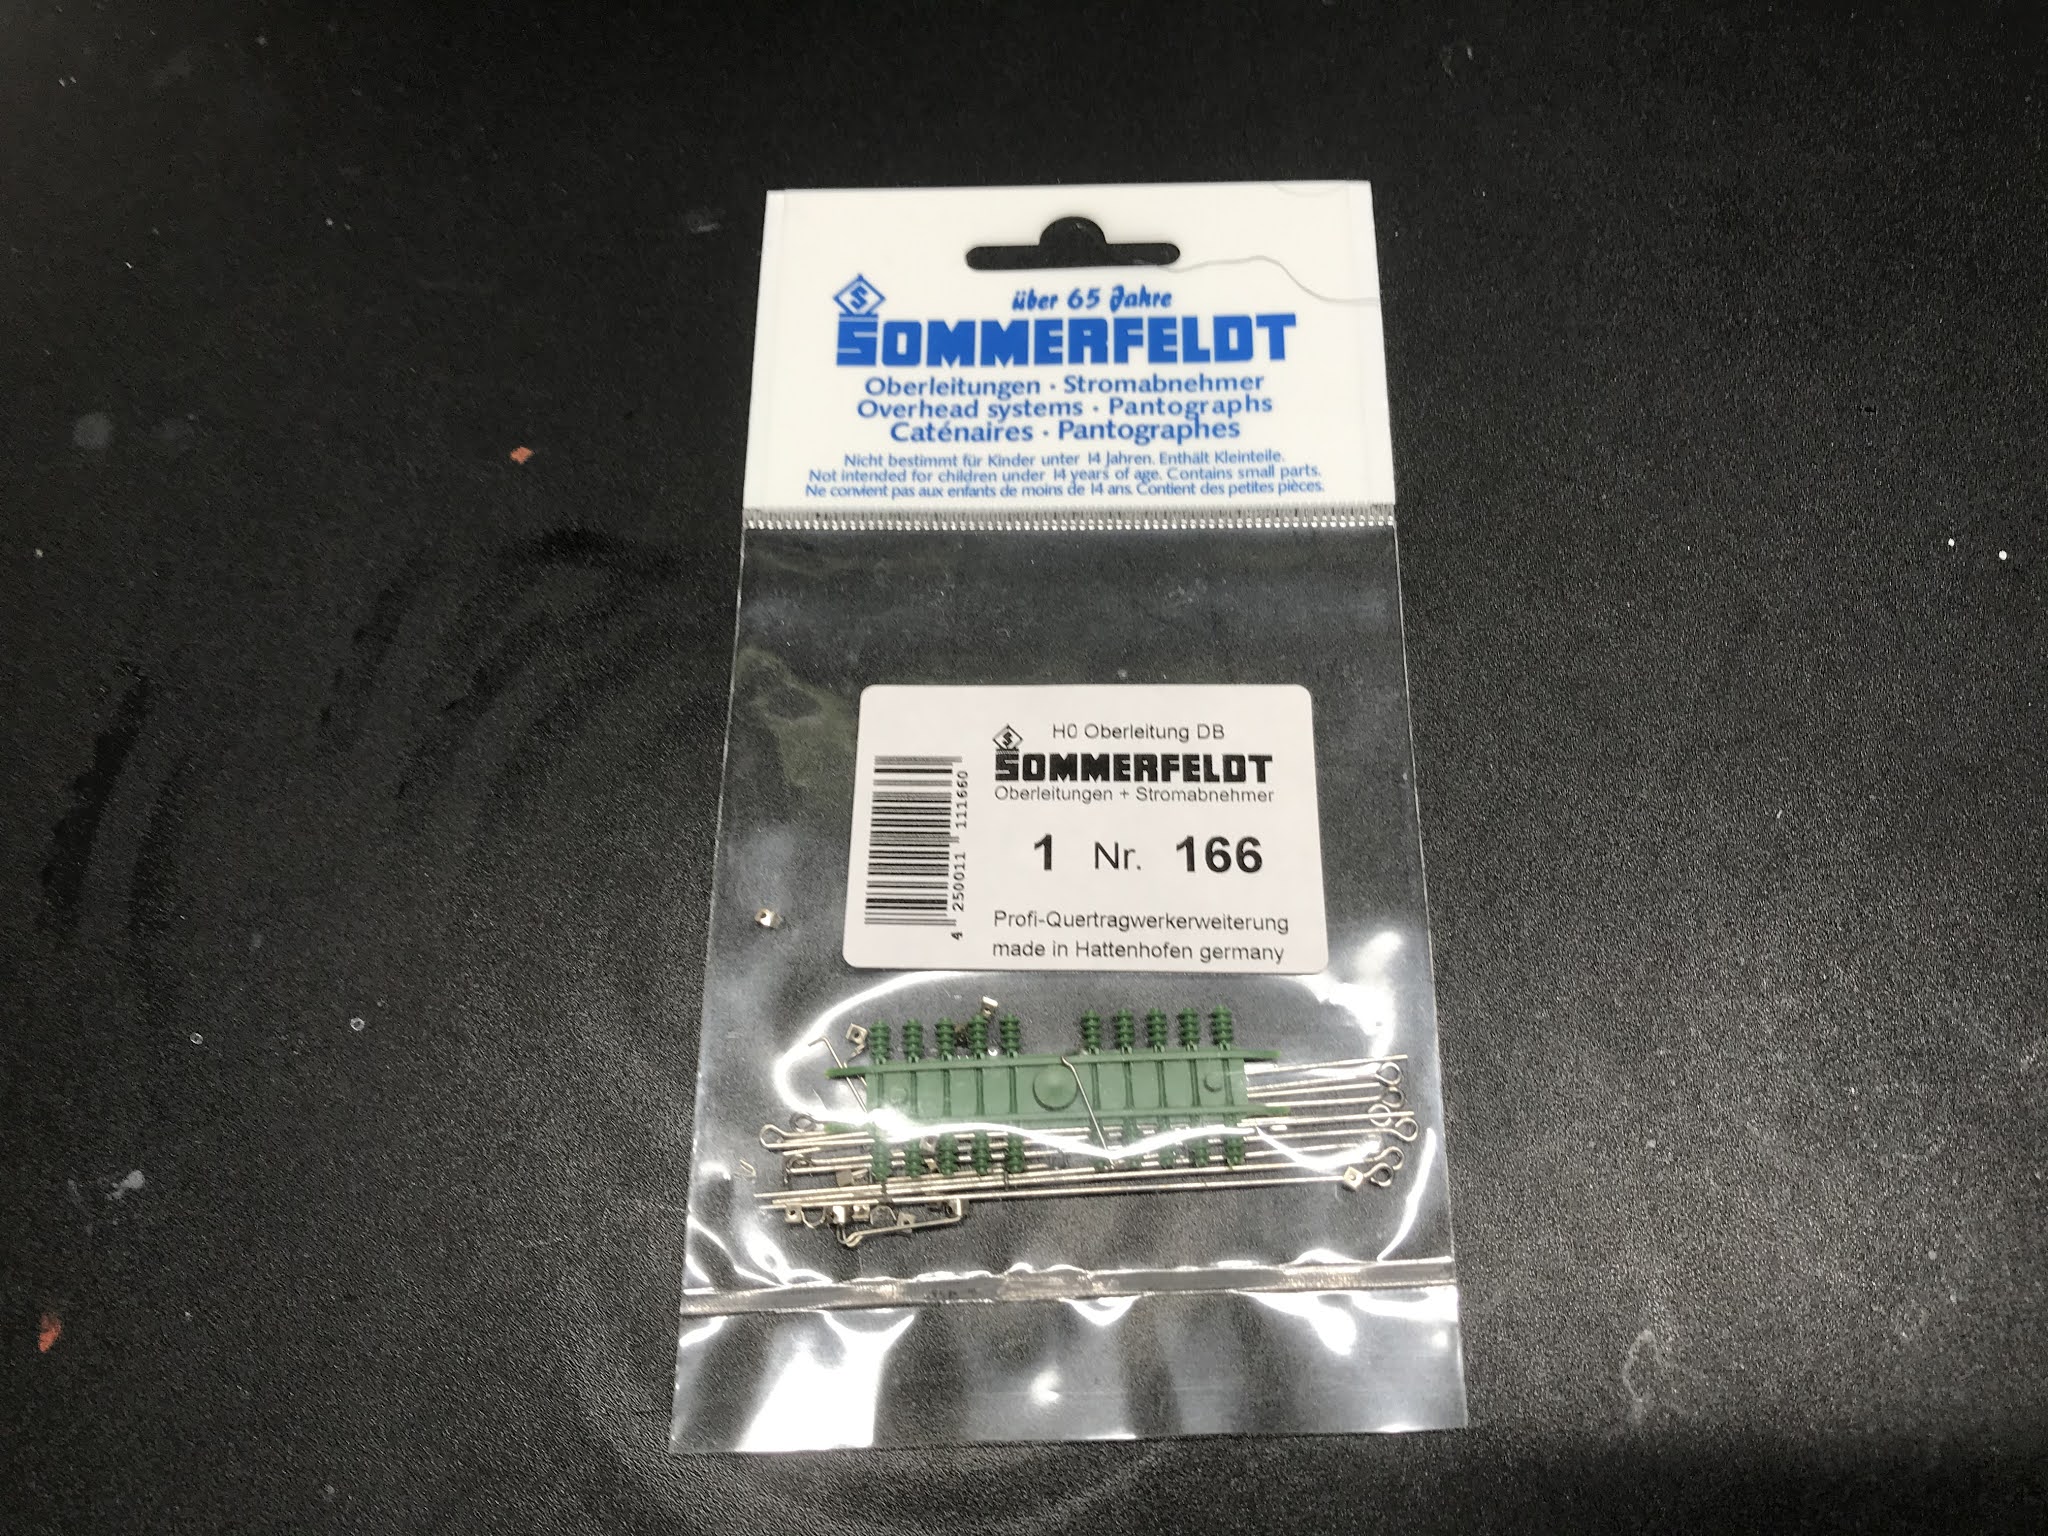 über 65 Jahre
SOMMERFELDT
Oberleitungen · Stromabnehmer
Overhead systems · Pantographs
Caténaires · Pantographes
Nicht bestimmt für Kinder unter 14 Jahren. Enthält Kleinteile.
Not intended for children under 14 years of age. Contains small parts.
Ne convient pas aux enfants de moins de 14 ans. Contient des petites pièces.
H0 Oberleitung DB
SOMMERFELDT
Oberleitungen + Stromabnehmer
1 Nr. 166
Profi-Quertragwerkerweiterung
made in Hattenhofen germany
4 250011 111660